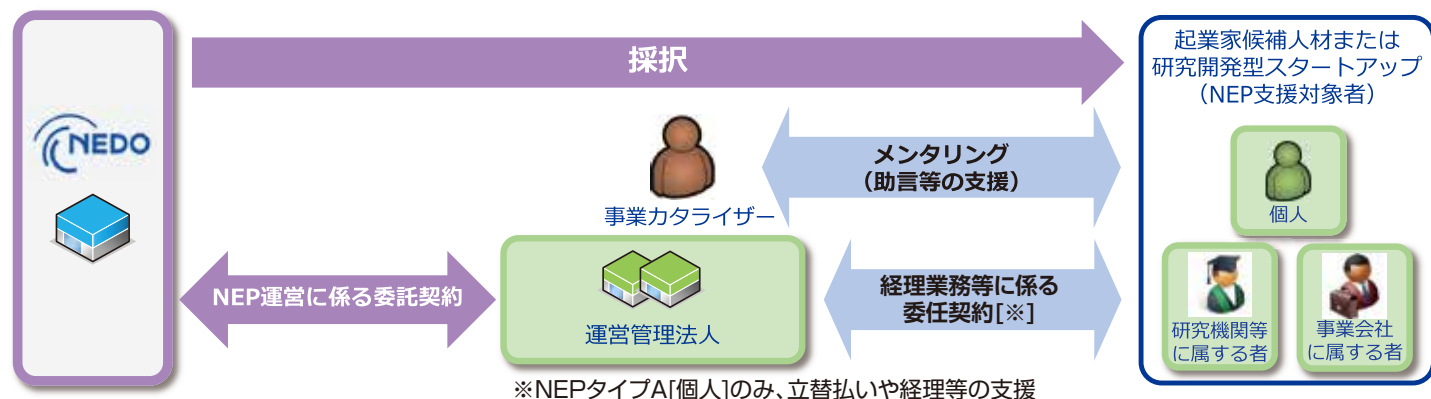 採択
起業家候補人材または
研究開発型スタートアップ
（NEP支援対象者）
NEDO
メンタリング
（助言等の支援）
事業カタライザー
個人
NEP運営に係る委託契約
運営管理法人
経理業務等に係る
委任契約[※]
研究機関等
に属する者
事業会社
に属する者
※NEPタイプA[個人]のみ、立替払いや経理等の支援